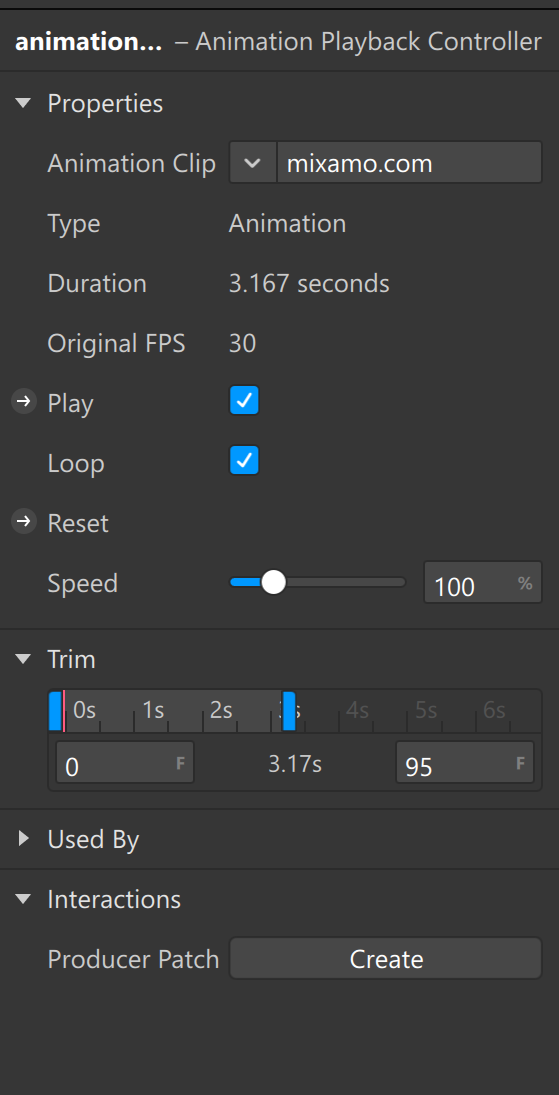 animation... – Animation Playback Controller
Properties
Animation Clip mixamo.com
Type Animation
Duration 3.167 seconds
Original FPS 30
Play
Loop
Reset
Speed 100 %
Trim
0s 1s 2s 3s 4s 5s 6s
0 F 3.17s 95 F
Used By
Interactions
Producer Patch Create